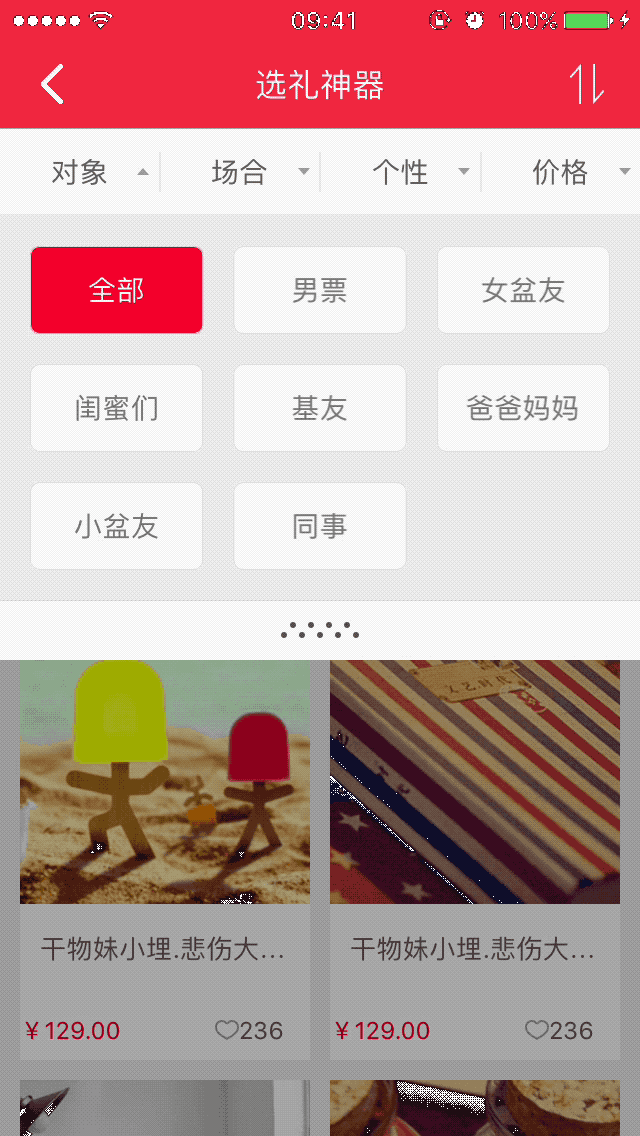 09:41 100%
选礼神器
对象 场合 个性 价格
全部 男票 女盆友
闺蜜们 基友 爸爸妈妈
小盆友 同事
干物妹小埋.悲伤大... 干物妹小埋.悲伤大...
¥ 129.00 236 ¥ 129.00 236